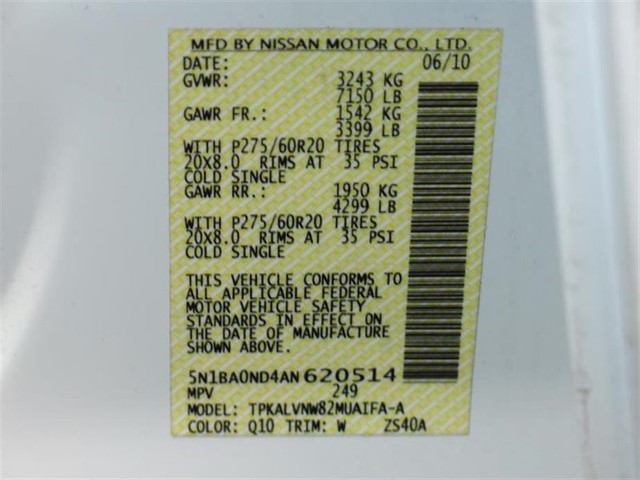 MFD BY NISSAN MOTOR CO., LTD.
DATE: 06/10
GVWR: 3243 KG
7150 LB
GAWR FR.: 1542 KG
3399 LB
WITH P275/60R20 TIRES
20X8.0 RIMS AT 35 PSI
COLD SINGLE
GAWR RR.: 1950 KG
4299 LB
WITH P275/60R20 TIRES
20X8.0 RIMS AT 35 PSI
COLD SINGLE
THIS VEHICLE CONFORMS TO
ALL APPLICABLE FEDERAL
MOTOR VEHICLE SAFETY
STANDARDS IN EFFECT ON
THE DATE OF MANUFACTURE
SHOWN ABOVE.
5N1BA0ND4AN620514
MPV 249
MODEL: TPKALVNW82MUAIFA-A
COLOR: Q10 TRIM: W ZS40A